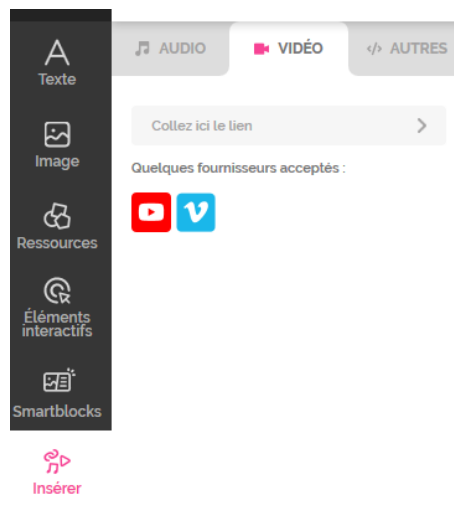 Texte
Image
Ressources
Éléments
interactifs
Smartblocks
Insérer
AUDIO
VIDÉO
</> AUTRES
Collez ici le lien
Quelques fournisseurs acceptés :